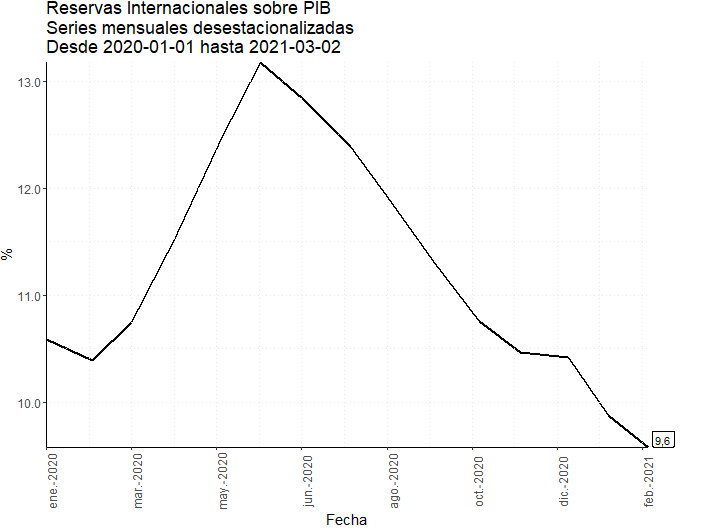 Reservas Internacionales sobre PIB
Series mensuales desestacionalizadas
Desde 2020-01-01 hasta 2021-03-02
%
13.0
12.0
11.0
10.0
9,6
ene.-2020
mar.-2020
may.-2020
jun.-2020
ago.-2020
oct.-2020
dic.-2020
feb.-2021
Fecha